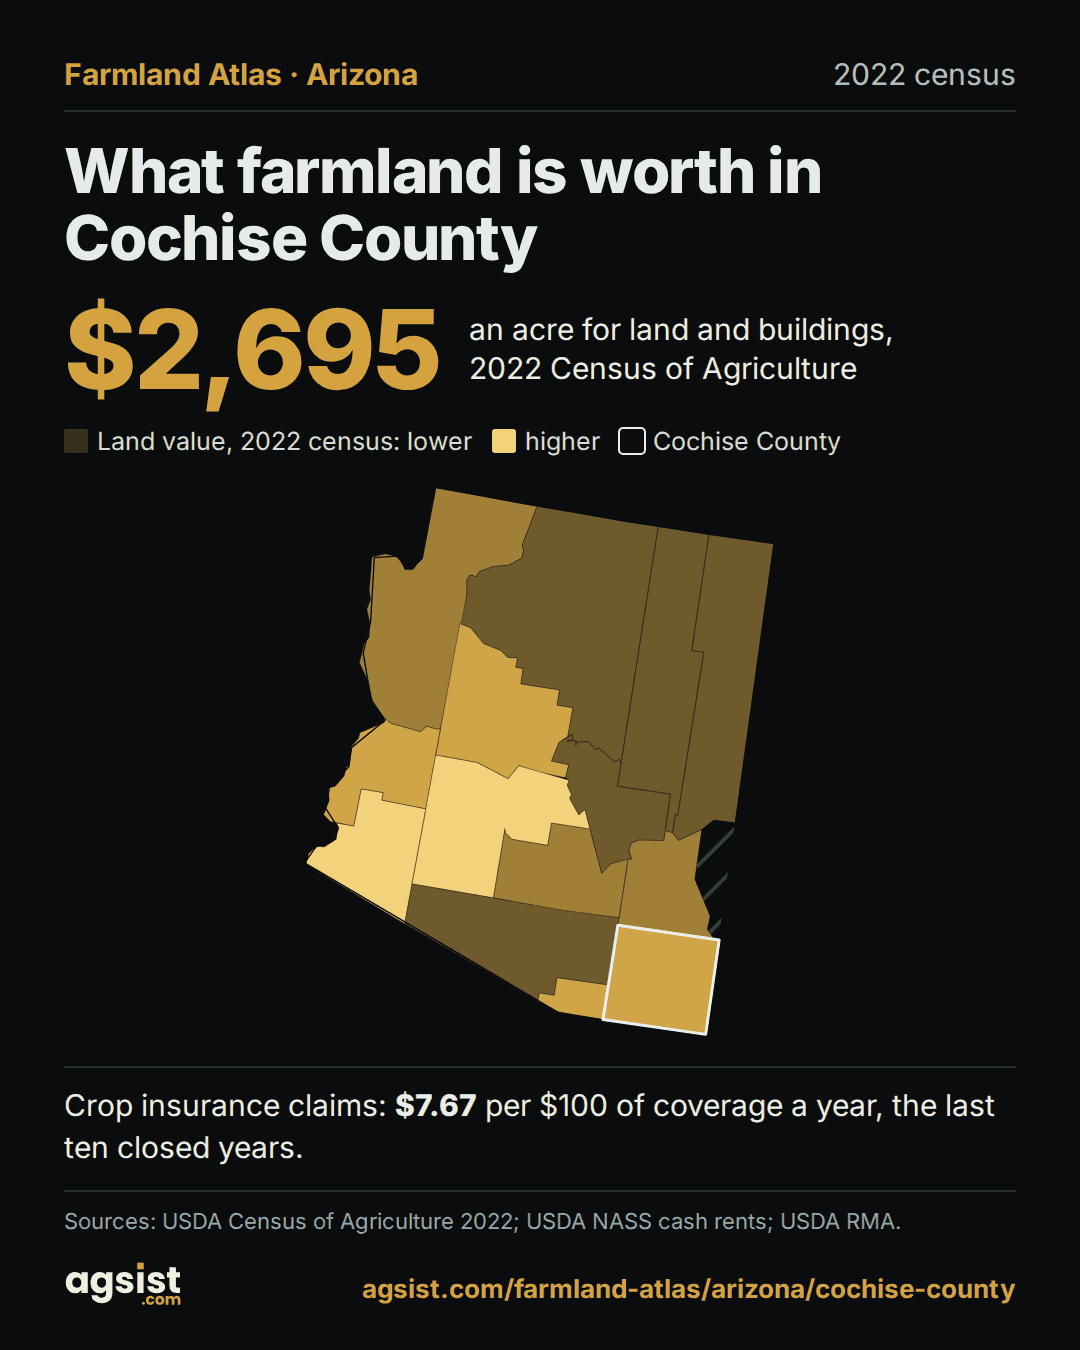 Farmland Atlas · Arizona
2022 census
What farmland is worth in
Cochise County
$2,695
an acre for land and buildings,
2022 Census of Agriculture
Land value, 2022 census: lower higher Cochise County
Crop insurance claims: $7.67 per $100 of coverage a year, the last
ten closed years.
Sources: USDA Census of Agriculture 2022; USDA NASS cash rents; USDA RMA.
agsist
.com
agsist.com/farmland-atlas/arizona/cochise-county